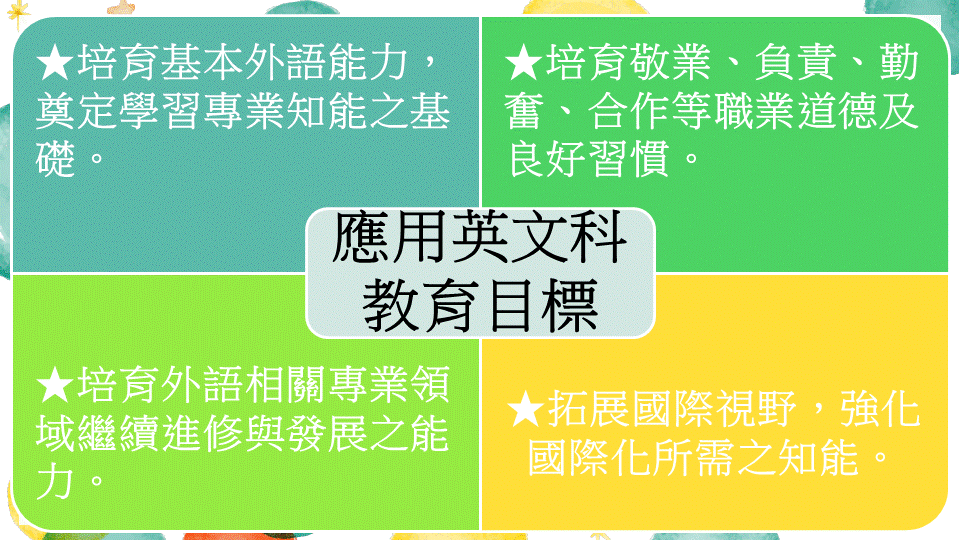 ★培育基本外語能力，
奠定學習專業知能之基
礎。
★培育敬業、負責、勤
奮、合作等職業道德及
良好習慣。
應用英文科
教育目標
★培育外語相關專業領
域繼續進修與發展之能
力。
★拓展國際視野，強化
國際化所需之知能。